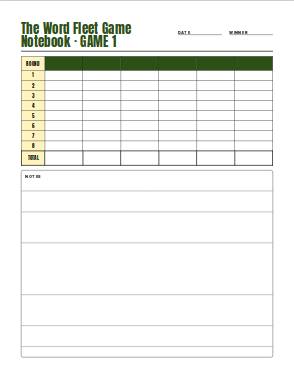 The Word Fleet Game
Notebook · GAME 1
DATE
WINNER
ROUND
1
2
3
4
5
6
7
8
TOTAL
NOTES